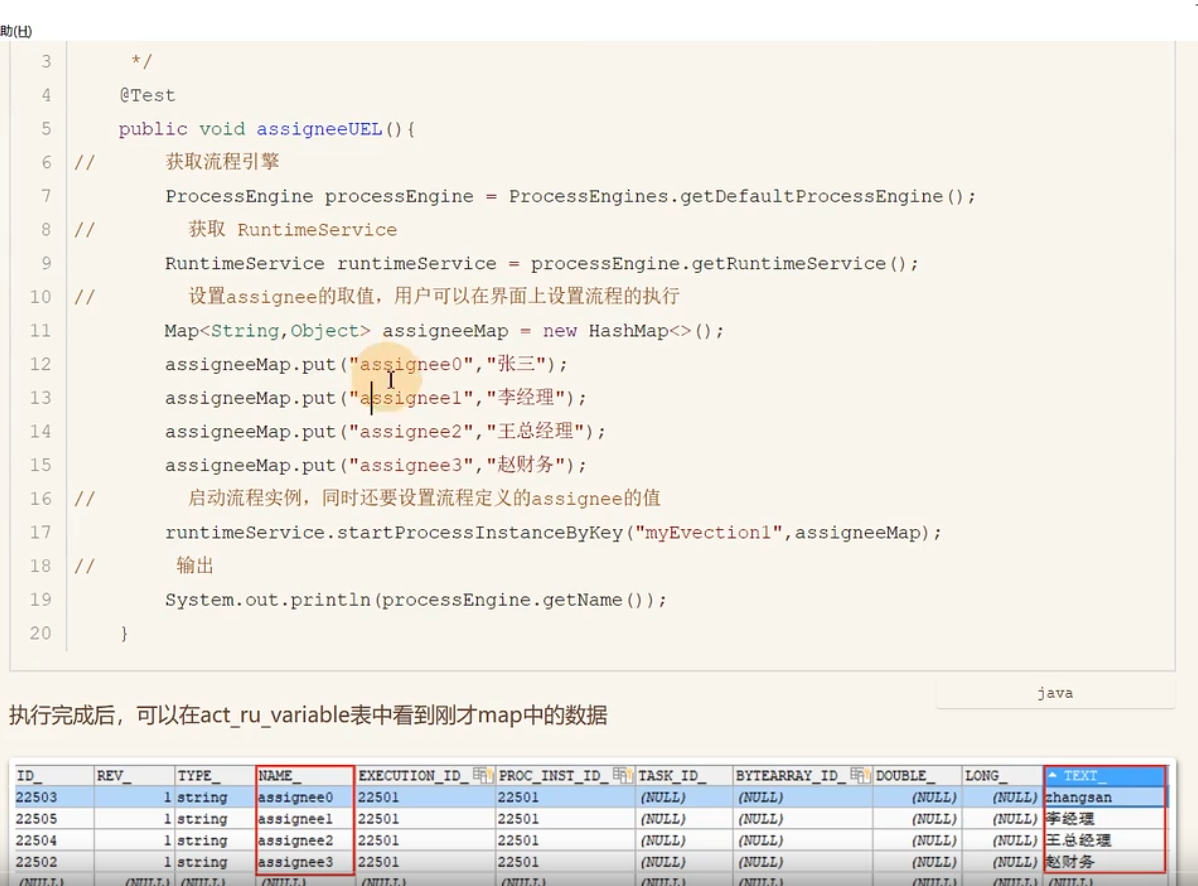 助(H)
3 */
4 @Test
5 public void assigneeUEL(){
6 // 获取流程引擎
7 ProcessEngine processEngine = ProcessEngines.getDefaultProcessEngine();
8 // 获取 RuntimeService
9 RuntimeService runtimeService = processEngine.getRuntimeService();
10 // 设置assignee的取值，用户可以在界面上设置流程的执行
11 Map<String,Object> assigneeMap = new HashMap<>();
12 assigneeMap.put("assignee0","张三");
13 assigneeMap.put("assignee1","李经理");
14 assigneeMap.put("assignee2","王总经理");
15 assigneeMap.put("assignee3","赵财务");
16 // 启动流程实例，同时还要设置流程定义的assignee的值
17 runtimeService.startProcessInstanceByKey("myEvection1",assigneeMap);
18 // 输出
19 System.out.println(processEngine.getName());
20 }
java
执行完成后，可以在act_ru_variable表中看到刚才map中的数据
ID_ REV_ TYPE_ NAME_ EXECUTION_ID_ PROC_INST_ID_ TASK_ID_ BYTEARRAY_ID_ DOUBLE_ LONG_ TEXT_
22503 1 string assignee0 22501 22501 (NULL) (NULL) (NULL) (NULL) zhangsan
22505 1 string assignee1 22501 22501 (NULL) (NULL) (NULL) (NULL) 李经理
22504 1 string assignee2 22501 22501 (NULL) (NULL) (NULL) (NULL) 王总经理
22502 1 string assignee3 22501 22501 (NULL) (NULL) (NULL) (NULL) 赵财务
(NULL) (NULL) (NULL) (NULL) (NULL) (NULL) (NULL) (NULL) (NULL) (NULL) (NULL)